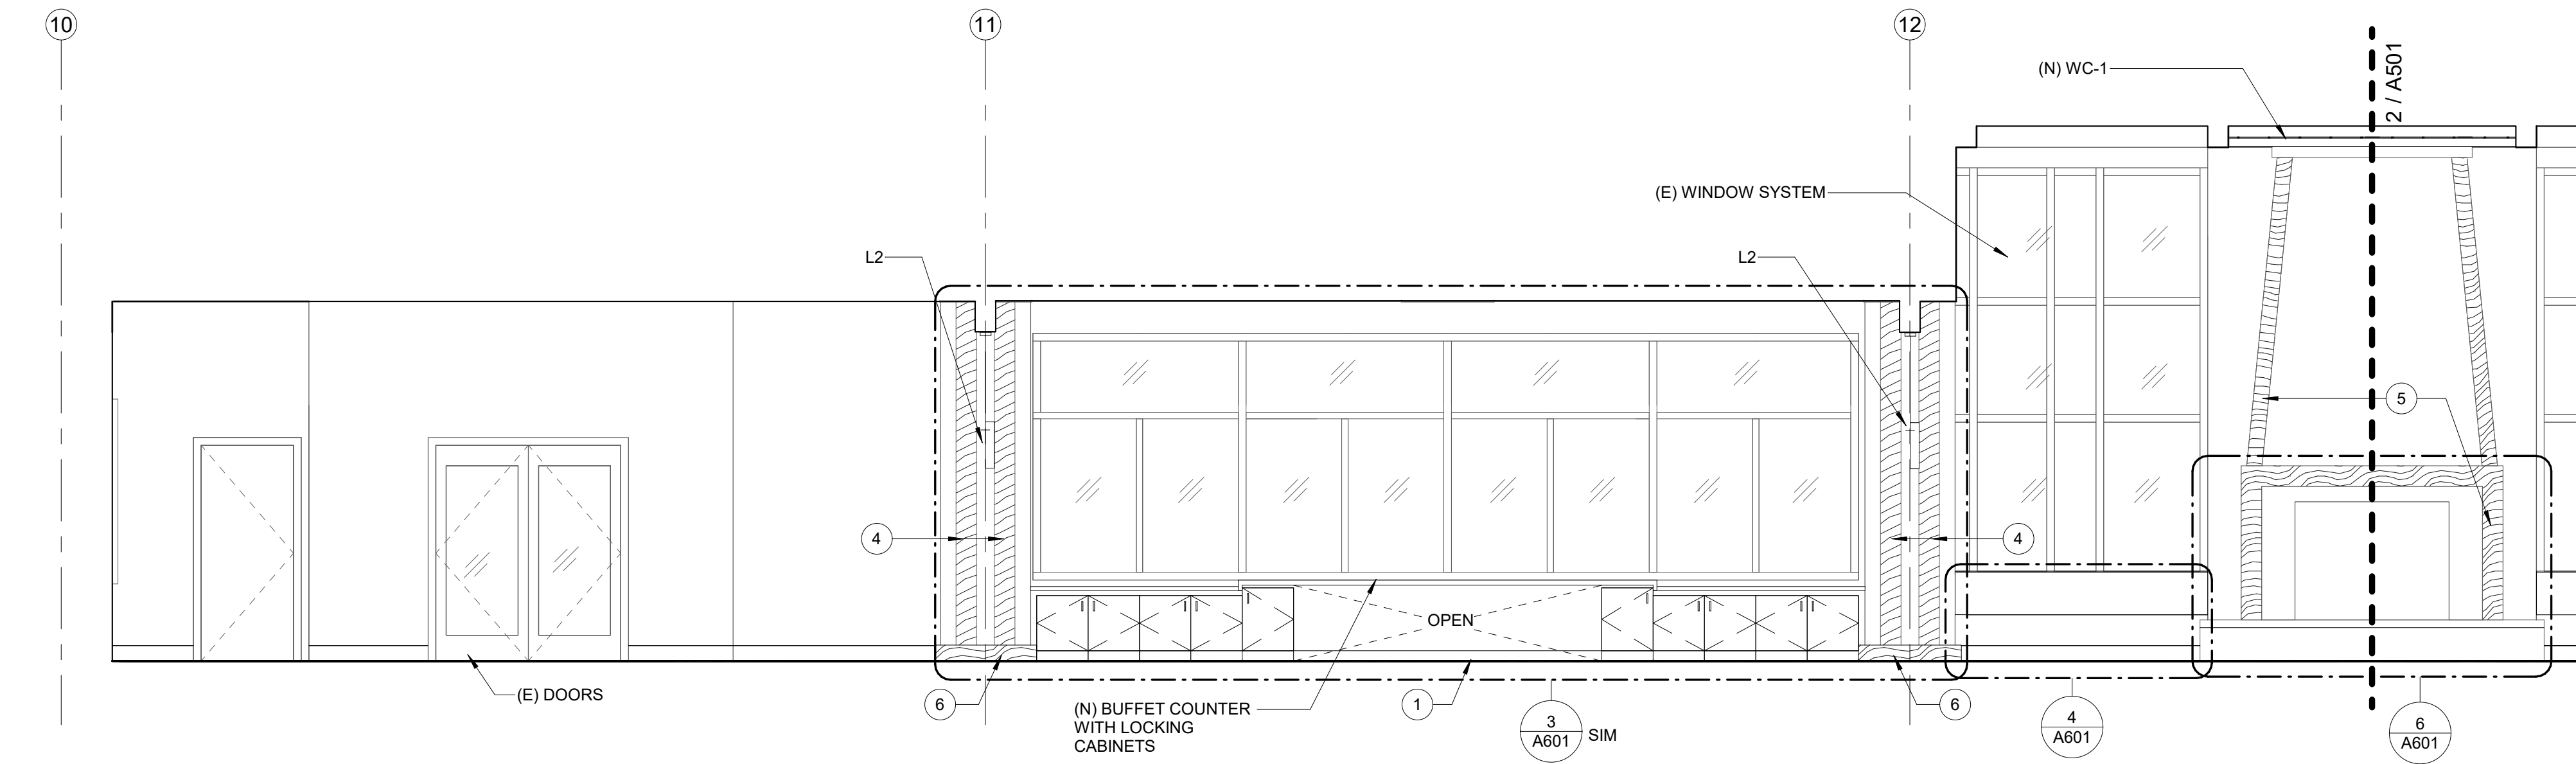 10
11
12
2 / A501
(N) WC-1
(E) WINDOW SYSTEM
L2
L2
5
4
4
OPEN
(E) DOORS
6
(N) BUFFET COUNTER
WITH LOCKING
CABINETS
1
3
A601
SIM
6
4
A601
6
A601